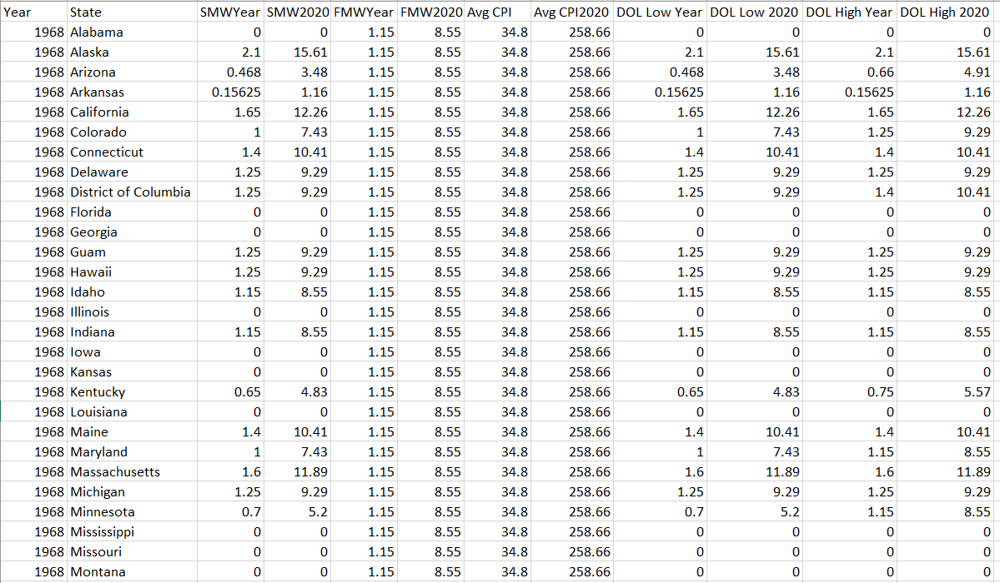 Year State SMWYear SMW2020 FMWYear FMW2020 Avg CPI Avg CPI2020 DOL Low Year DOL Low 2020 DOL High Year DOL High 2020
1968 Alabama 0 0 1.15 8.55 34.8 258.66 0 0 0 0
1968 Alaska 2.1 15.61 1.15 8.55 34.8 258.66 2.1 15.61 2.1 15.61
1968 Arizona 0.468 3.48 1.15 8.55 34.8 258.66 0.468 3.48 0.66 4.91
1968 Arkansas 0.15625 1.16 1.15 8.55 34.8 258.66 0.15625 1.16 0.15625 1.16
1968 California 1.65 12.26 1.15 8.55 34.8 258.66 1.65 12.26 1.65 12.26
1968 Colorado 1 7.43 1.15 8.55 34.8 258.66 1 7.43 1.25 9.29
1968 Connecticut 1.4 10.41 1.15 8.55 34.8 258.66 1.4 10.41 1.4 10.41
1968 Delaware 1.25 9.29 1.15 8.55 34.8 258.66 1.25 9.29 1.25 9.29
1968 District of Columbia 1.25 9.29 1.15 8.55 34.8 258.66 1.25 9.29 1.4 10.41
1968 Florida 0 0 1.15 8.55 34.8 258.66 0 0 0 0
1968 Georgia 0 0 1.15 8.55 34.8 258.66 0 0 0 0
1968 Guam 1.25 9.29 1.15 8.55 34.8 258.66 1.25 9.29 1.25 9.29
1968 Hawaii 1.25 9.29 1.15 8.55 34.8 258.66 1.25 9.29 1.25 9.29
1968 Idaho 1.15 8.55 1.15 8.55 34.8 258.66 1.15 8.55 1.15 8.55
1968 Illinois 0 0 1.15 8.55 34.8 258.66 0 0 0 0
1968 Indiana 1.15 8.55 1.15 8.55 34.8 258.66 1.15 8.55 1.15 8.55
1968 Iowa 0 0 1.15 8.55 34.8 258.66 0 0 0 0
1968 Kansas 0 0 1.15 8.55 34.8 258.66 0 0 0 0
1968 Kentucky 0.65 4.83 1.15 8.55 34.8 258.66 0.65 4.83 0.75 5.57
1968 Louisiana 0 0 1.15 8.55 34.8 258.66 0 0 0 0
1968 Maine 1.4 10.41 1.15 8.55 34.8 258.66 1.4 10.41 1.4 10.41
1968 Maryland 1 7.43 1.15 8.55 34.8 258.66 1 7.43 1.15 8.55
1968 Massachusetts 1.6 11.89 1.15 8.55 34.8 258.66 1.6 11.89 1.6 11.89
1968 Michigan 1.25 9.29 1.15 8.55 34.8 258.66 1.25 9.29 1.25 9.29
1968 Minnesota 0.7 5.2 1.15 8.55 34.8 258.66 0.7 5.2 1.15 8.55
1968 Mississippi 0 0 1.15 8.55 34.8 258.66 0 0 0 0
1968 Missouri 0 0 1.15 8.55 34.8 258.66 0 0 0 0
1968 Montana 0 0 1.15 8.55 34.8 258.66 0 0 0 0